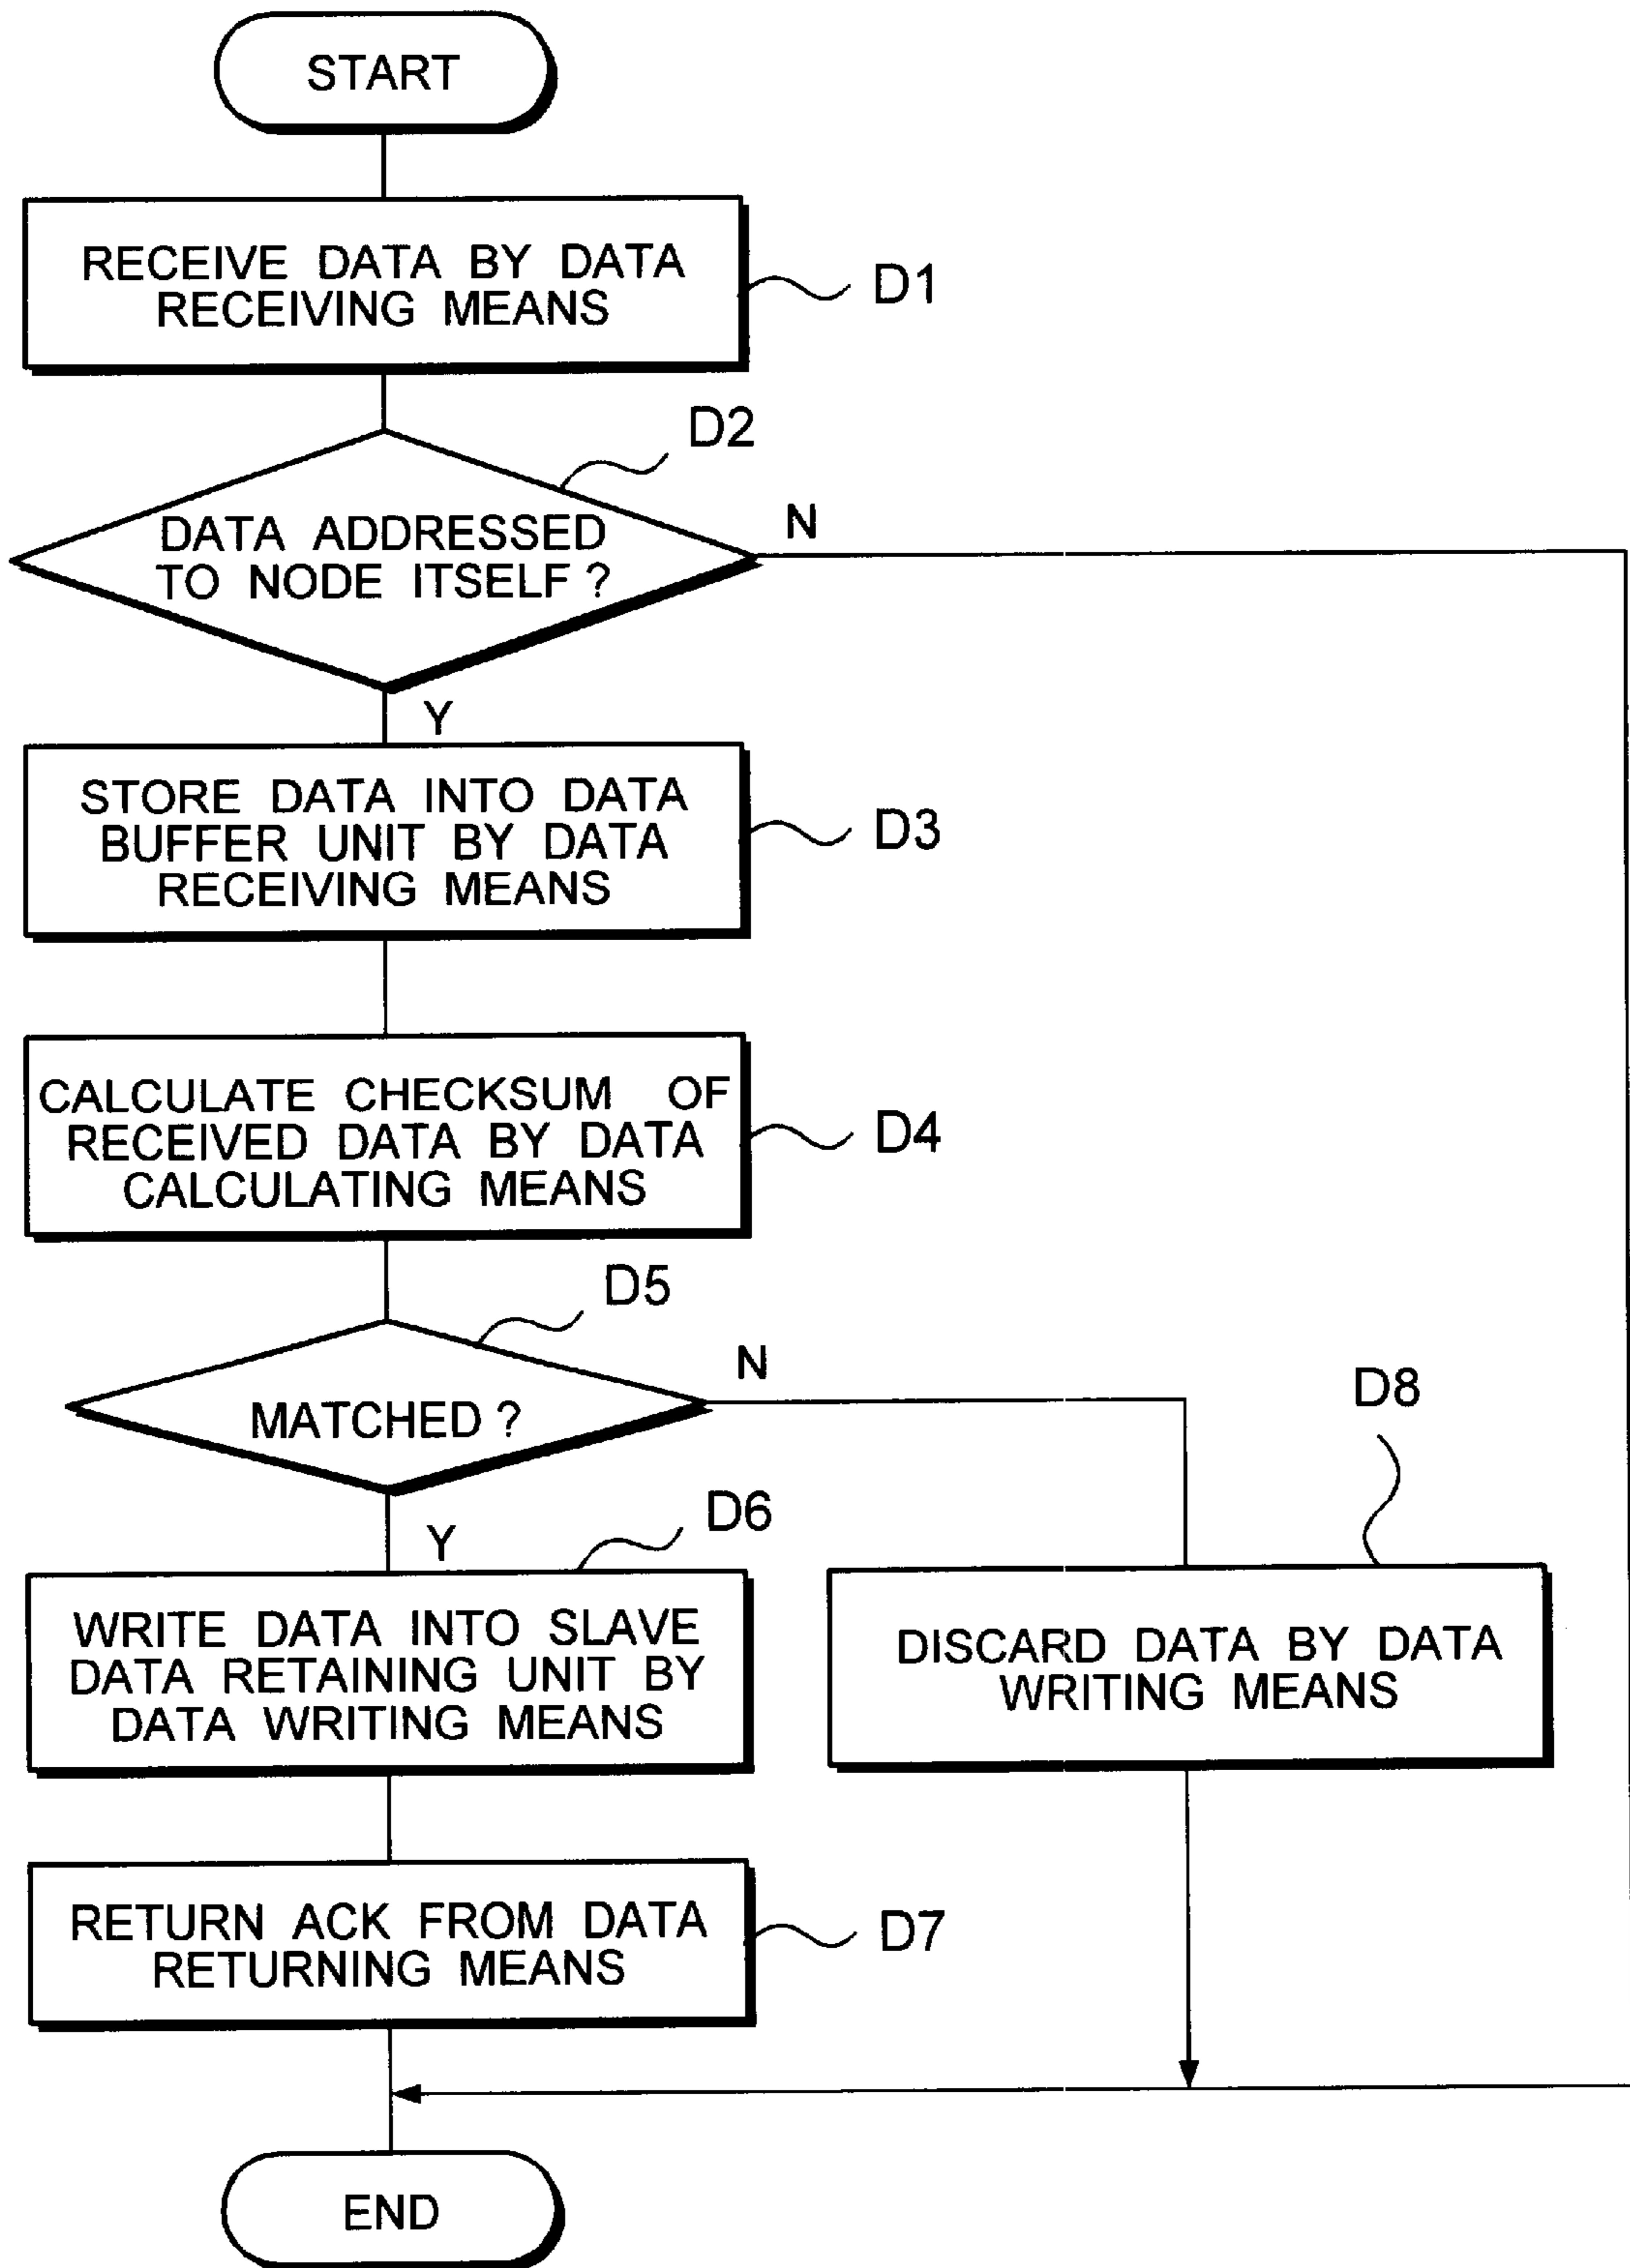 START
RECEIVE DATA BY DATA
RECEIVING MEANS
D1
D2
DATA ADDRESSED
TO NODE ITSELF ?
N
Y
STORE DATA INTO DATA
BUFFER UNIT BY DATA
RECEIVING MEANS
D3
CALCULATE CHECKSUM OF
RECEIVED DATA BY DATA
CALCULATING MEANS
D4
D5
MATCHED ?
N
Y
D6
WRITE DATA INTO SLAVE
DATA RETAINING UNIT BY
DATA WRITING MEANS
D8
DISCARD DATA BY DATA
WRITING MEANS
RETURN ACK FROM DATA
RETURNING MEANS
D7
END